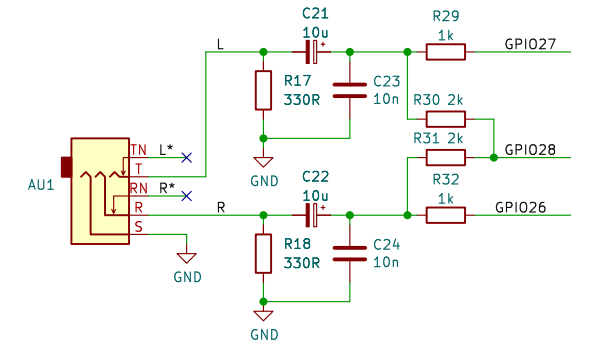 C21
10u
+
R29
1k
L
GPIO27
R17
330R
C23
10n
R30 2k
R31 2k
GPIO28
GND
TN
L*
T
RN
R*
R
S
AU1
C22
10u
+
R32
1k
R
GPIO26
R18
330R
C24
10n
GND
GND